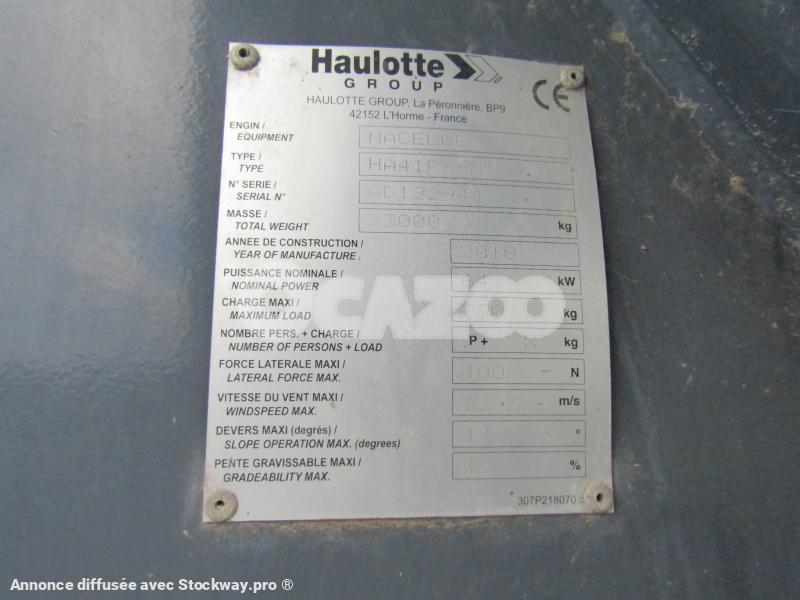 Haulotte
GROUP
CE
HAULOTTE GROUP, La Péronnière, BP9
42152 L'Horme - France
ENGIN / NACELLE
EQUIPMENT
TYPE /
TYPE
N° SERIE /
SERIAL N°
MASSE / 23000 kg
TOTAL WEIGHT
ANNEE DE CONSTRUCTION / 2010
YEAR OF MANUFACTURE
PUISSANCE NOMINALE / kW
NOMINAL POWER
CHARGE MAXI / kg
MAXIMUM LOAD
CAZOO
NOMBRE PERS. + CHARGE / P + kg
NUMBER OF PERSONS + LOAD
FORCE LATERALE MAXI / 400 N
LATERAL FORCE MAX.
VITESSE DU VENT MAXI / m/s
WINDSPEED MAX.
DEVERS MAXI (degrés) / °
SLOPE OPERATION MAX. (degrees)
PENTE GRAVISSABLE MAXI / %
GRADEABILITY MAX.
307P218070 c
Annonce diffusée avec Stockway.pro ®